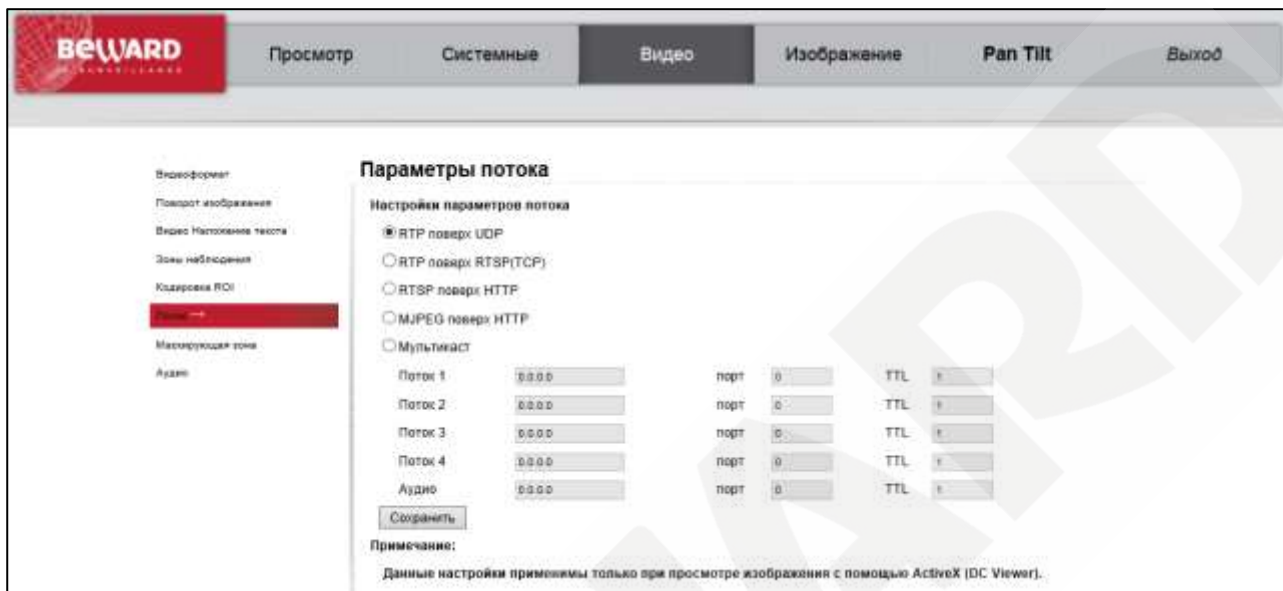 BEWARD
Просмотр Системные Видео Изображение Pan Tilt Выход
Параметры потока
Видеоформат
Поворот изображения
Видео Наложение текста
Зоны наблюдения
Кодировка ROI
Поток →
Маскирующая зона
Аудио
Настройки параметров потока
RTP поверх UDP
RTP поверх RTSP(TCP)
RTSP поверх HTTP
MJPEG поверх HTTP
Мультикаст
Поток 1 0.0.0.0 порт 0 TTL 1
Поток 2 0.0.0.0 порт 0 TTL 1
Поток 3 0.0.0.0 порт 0 TTL 1
Поток 4 0.0.0.0 порт 0 TTL 1
Аудио 0.0.0.0 порт 0 TTL 1
Сохранить
Примечание:
Данные настройки применимы только при просмотре изображения с помощью ActiveX (DC Viewer).